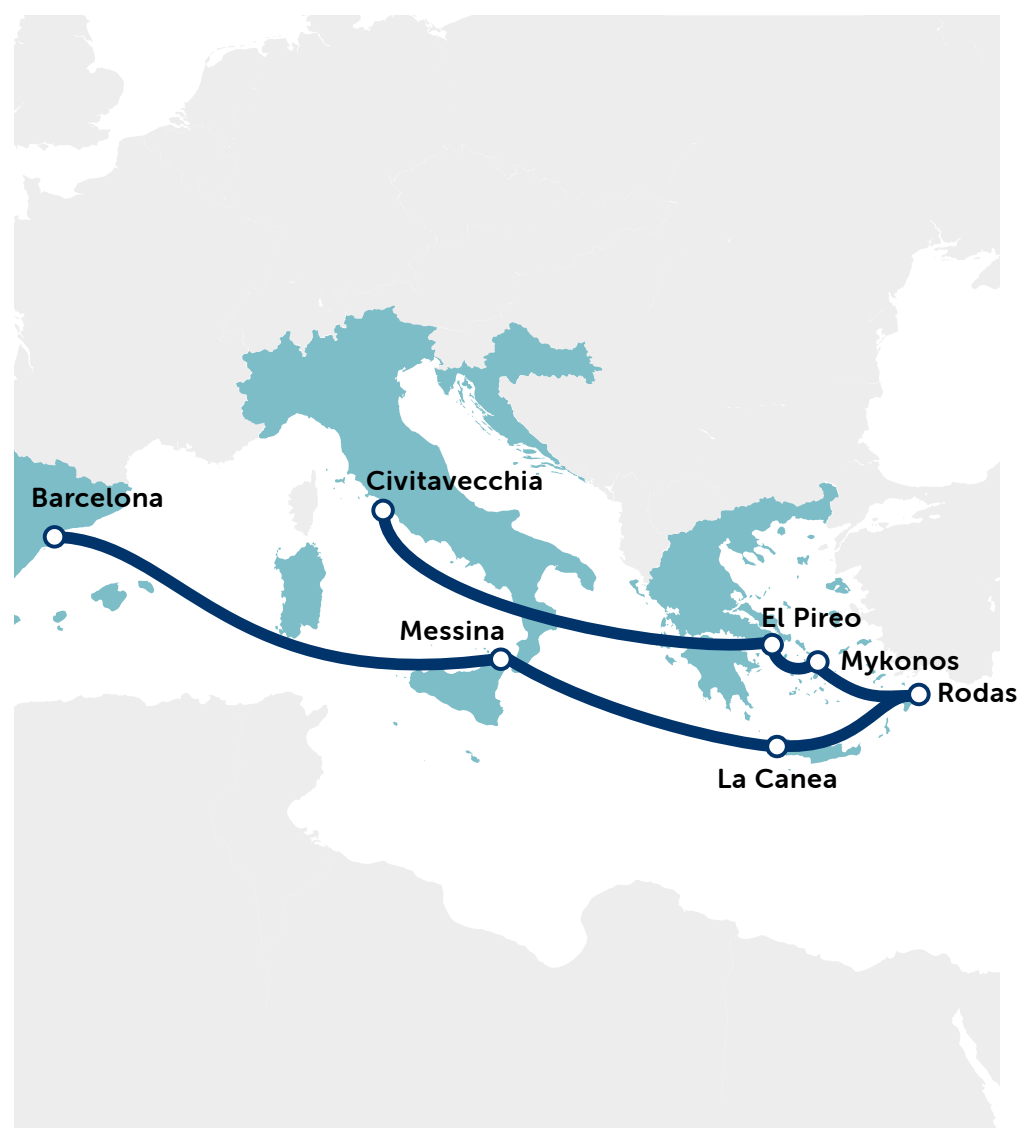 Civitavecchia
Barcelona
El Pireo
Messina
Mykonos
Rodas
La Canea